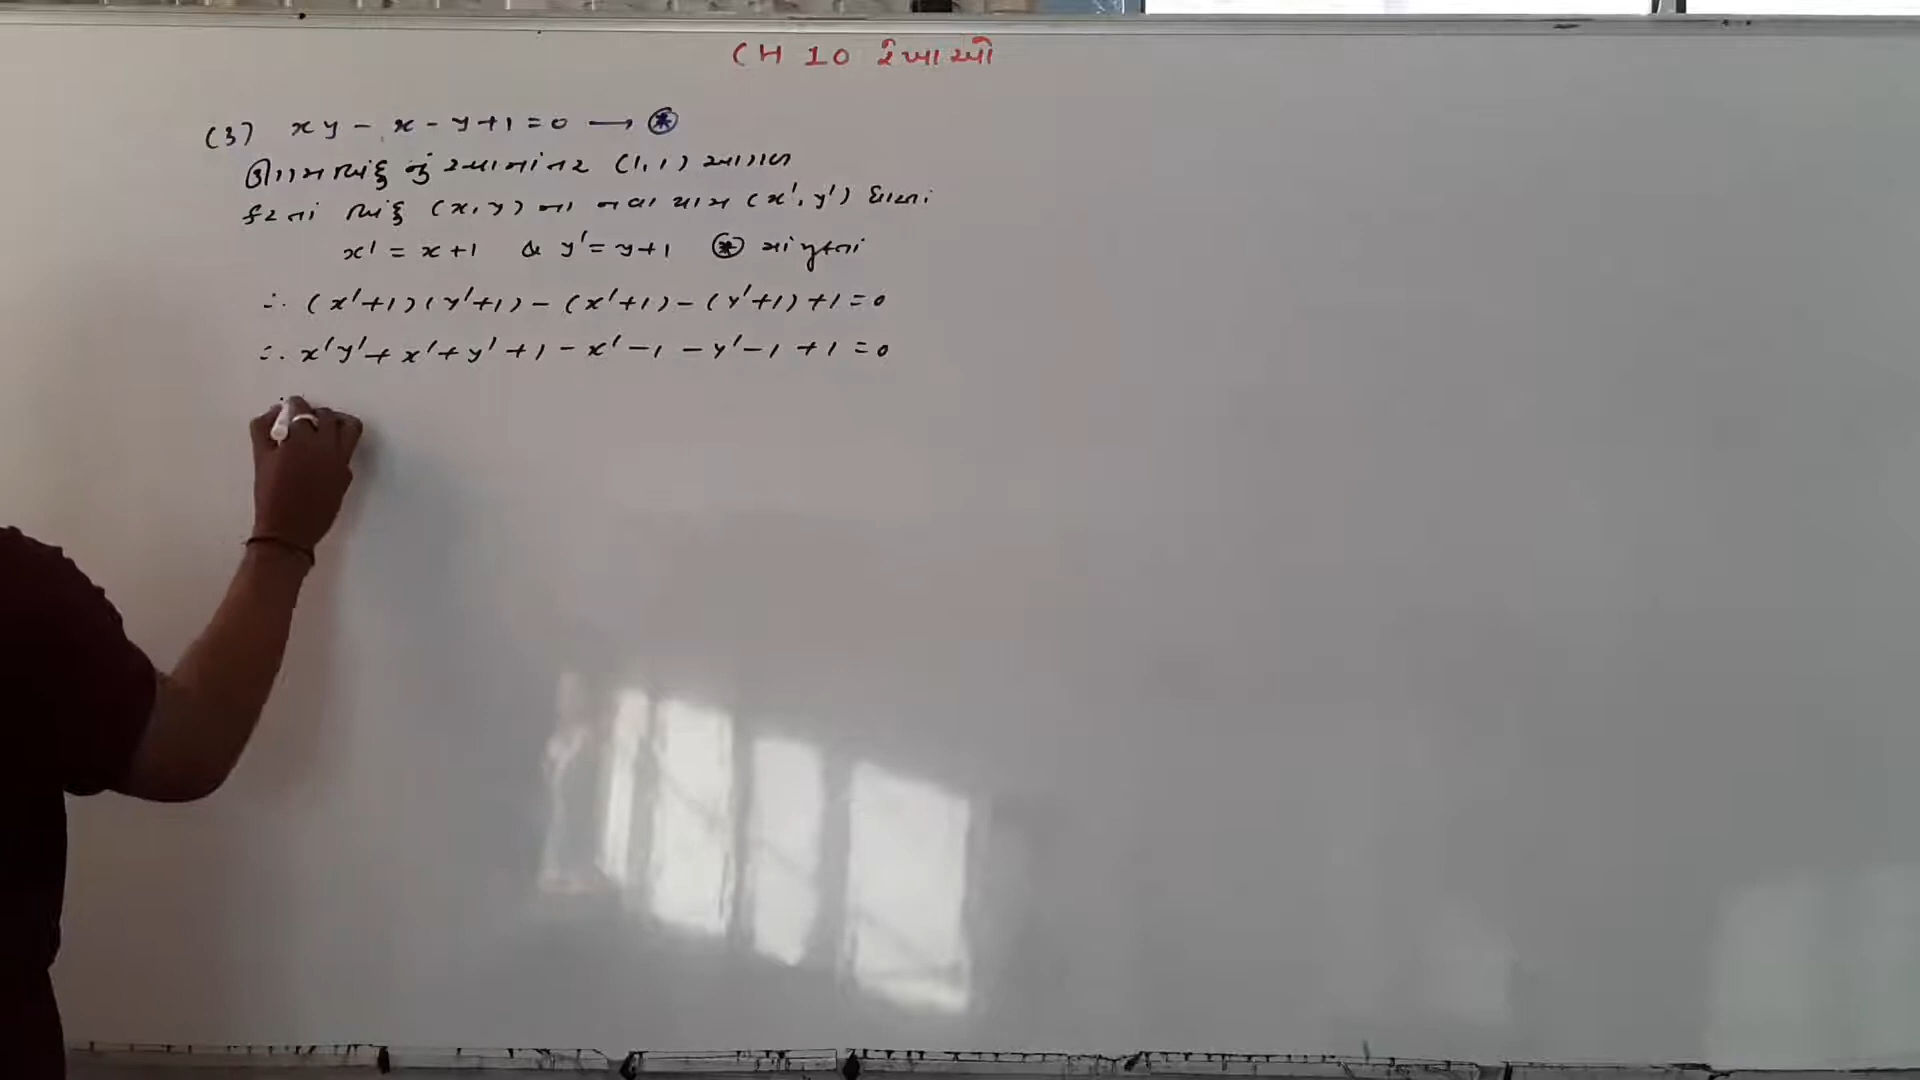 CH 10 રેખાઓ
(3) xy - x - y + 1 = 0 → ⊛
ઊગમબિંદુ નું સ્થાનાંતર (1,1) આગળ
કરતાં બિંદુ (x, y) ના નવા યામ (x', y') ધારતાં
x' = x + 1 & y' = y + 1 ⊛ માં મુકતાં
∴ (x'+1)(y'+1) - (x'+1) - (y'+1) + 1 = 0
∴ x'y' + x' + y' + 1 - x' - 1 - y' - 1 + 1 = 0